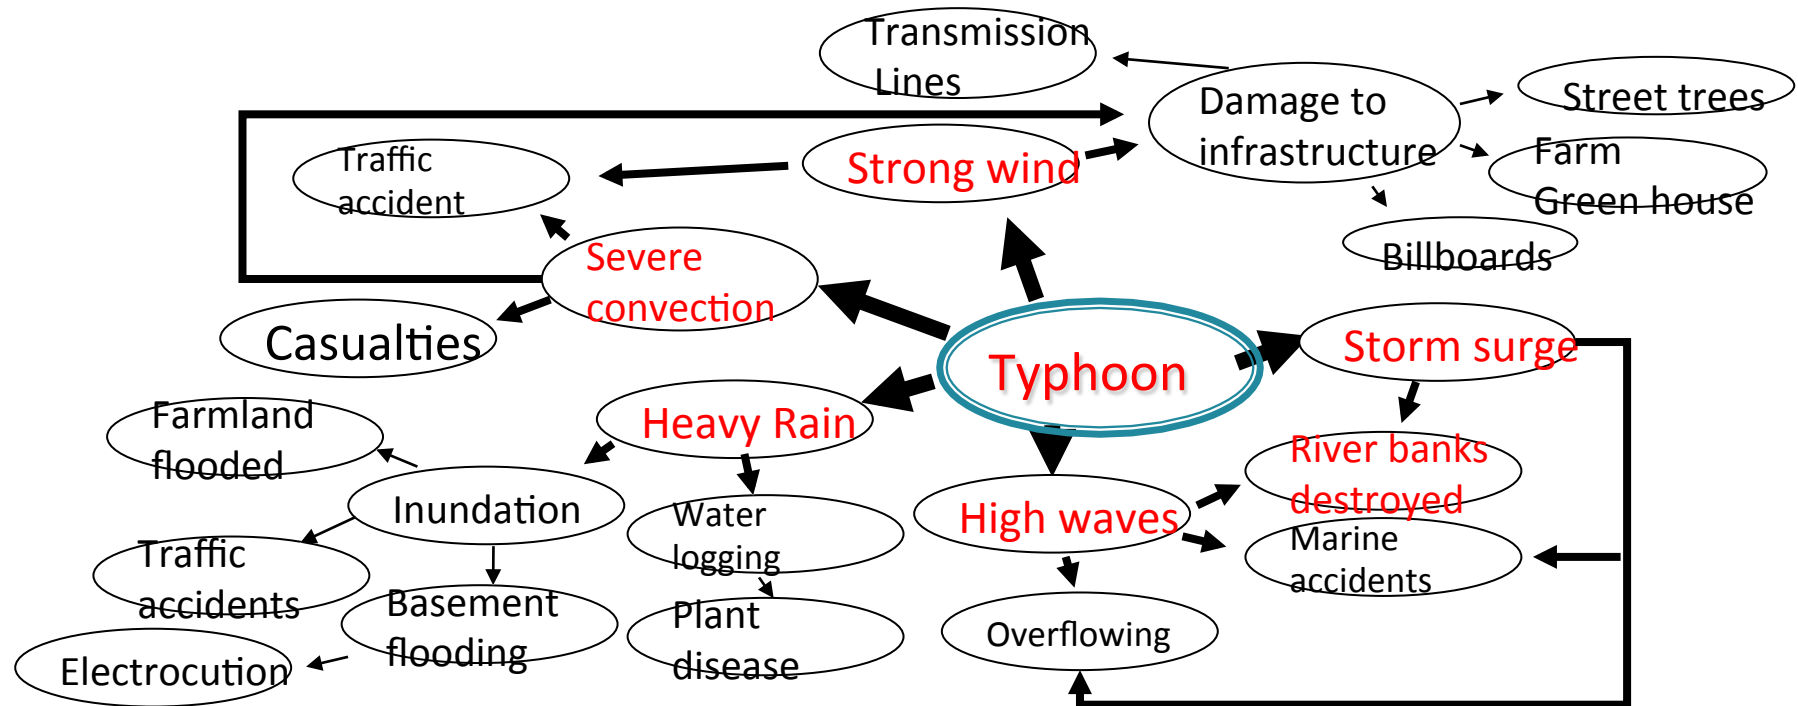 Transmission
Lines
Damage to
infrastructure
Street trees
Farm
Green house
Billboards
Strong wind
Traffic
accident
Severe
convection
Casualties
Typhoon
Storm surge
Heavy Rain
Farmland
flooded
Inundation
Water
logging
High waves
River banks
destroyed
Marine
accidents
Traffic
accidents
Basement
flooding
Plant
disease
Overflowing
Electrocution